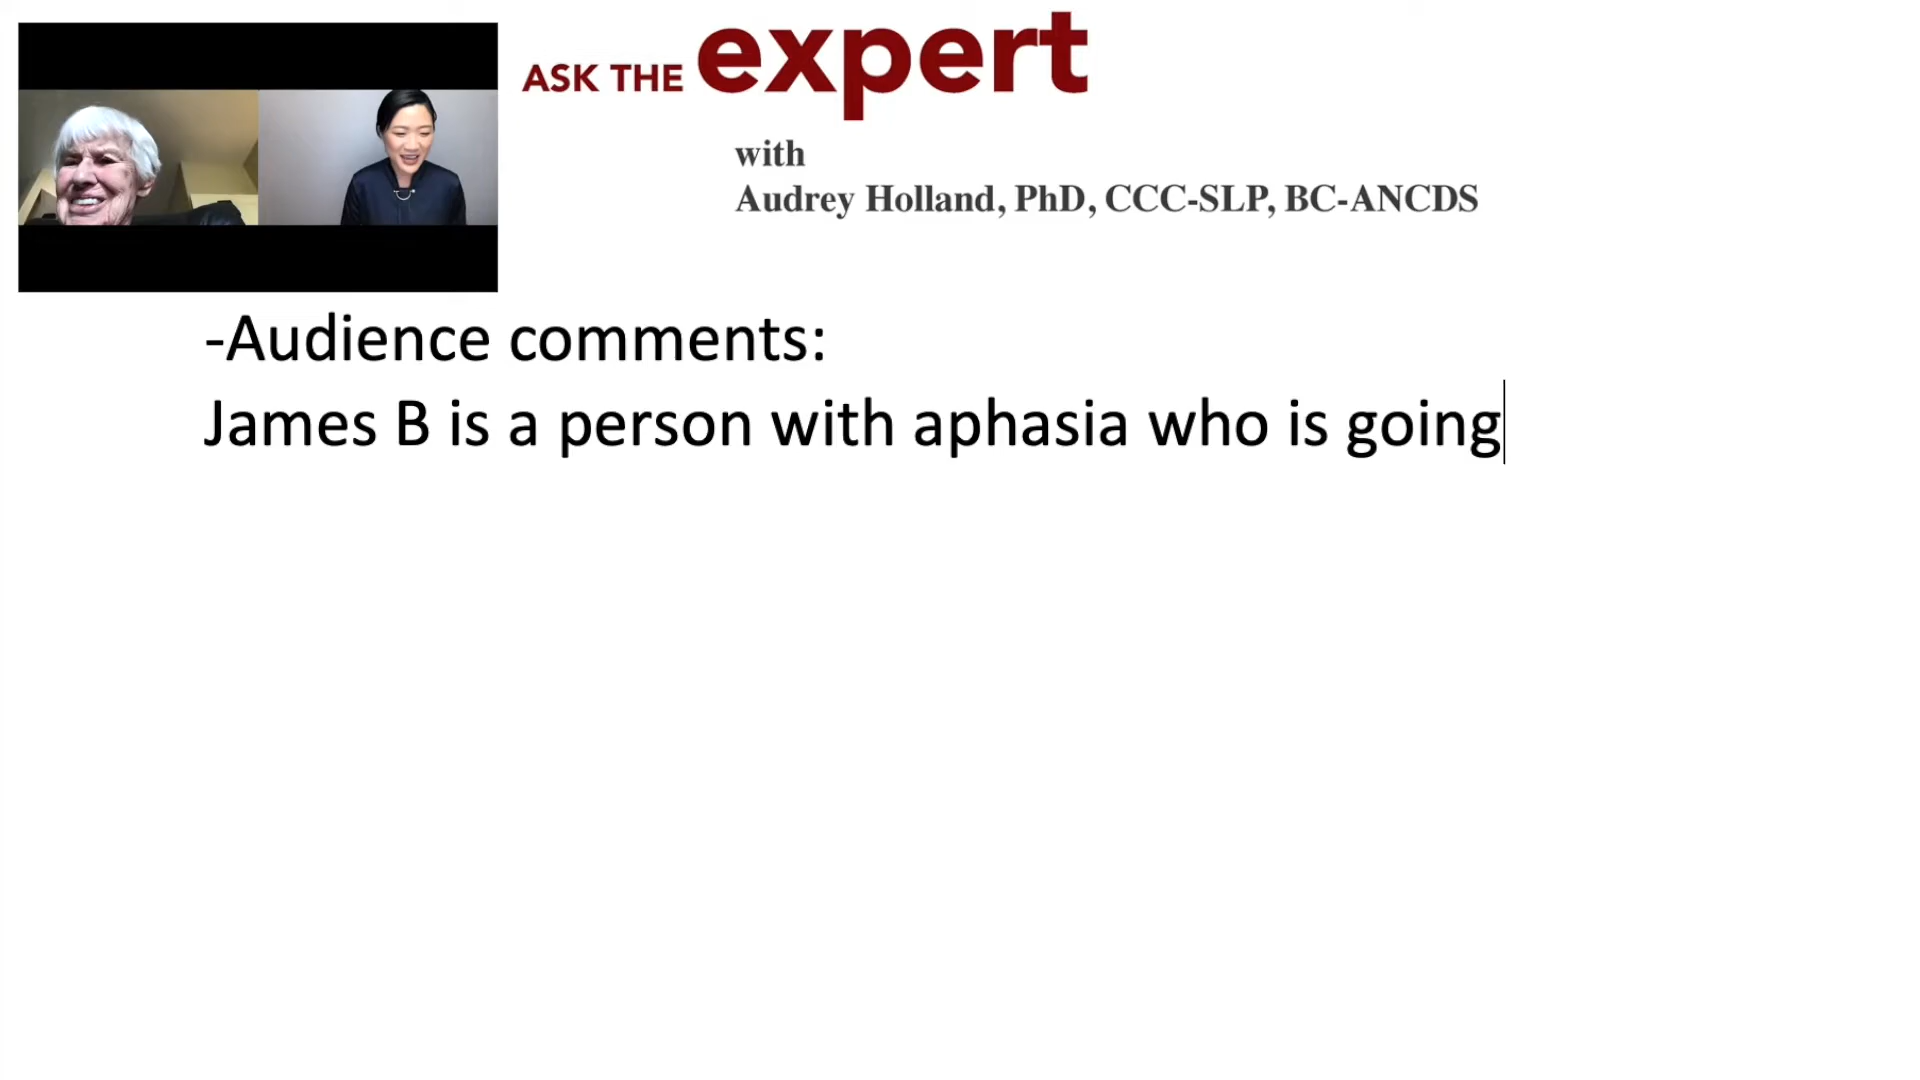 ASK THE expert
with
Audrey Holland, PhD, CCC-SLP, BC-ANCDS
-Audience comments:
James B is a person with aphasia who is going